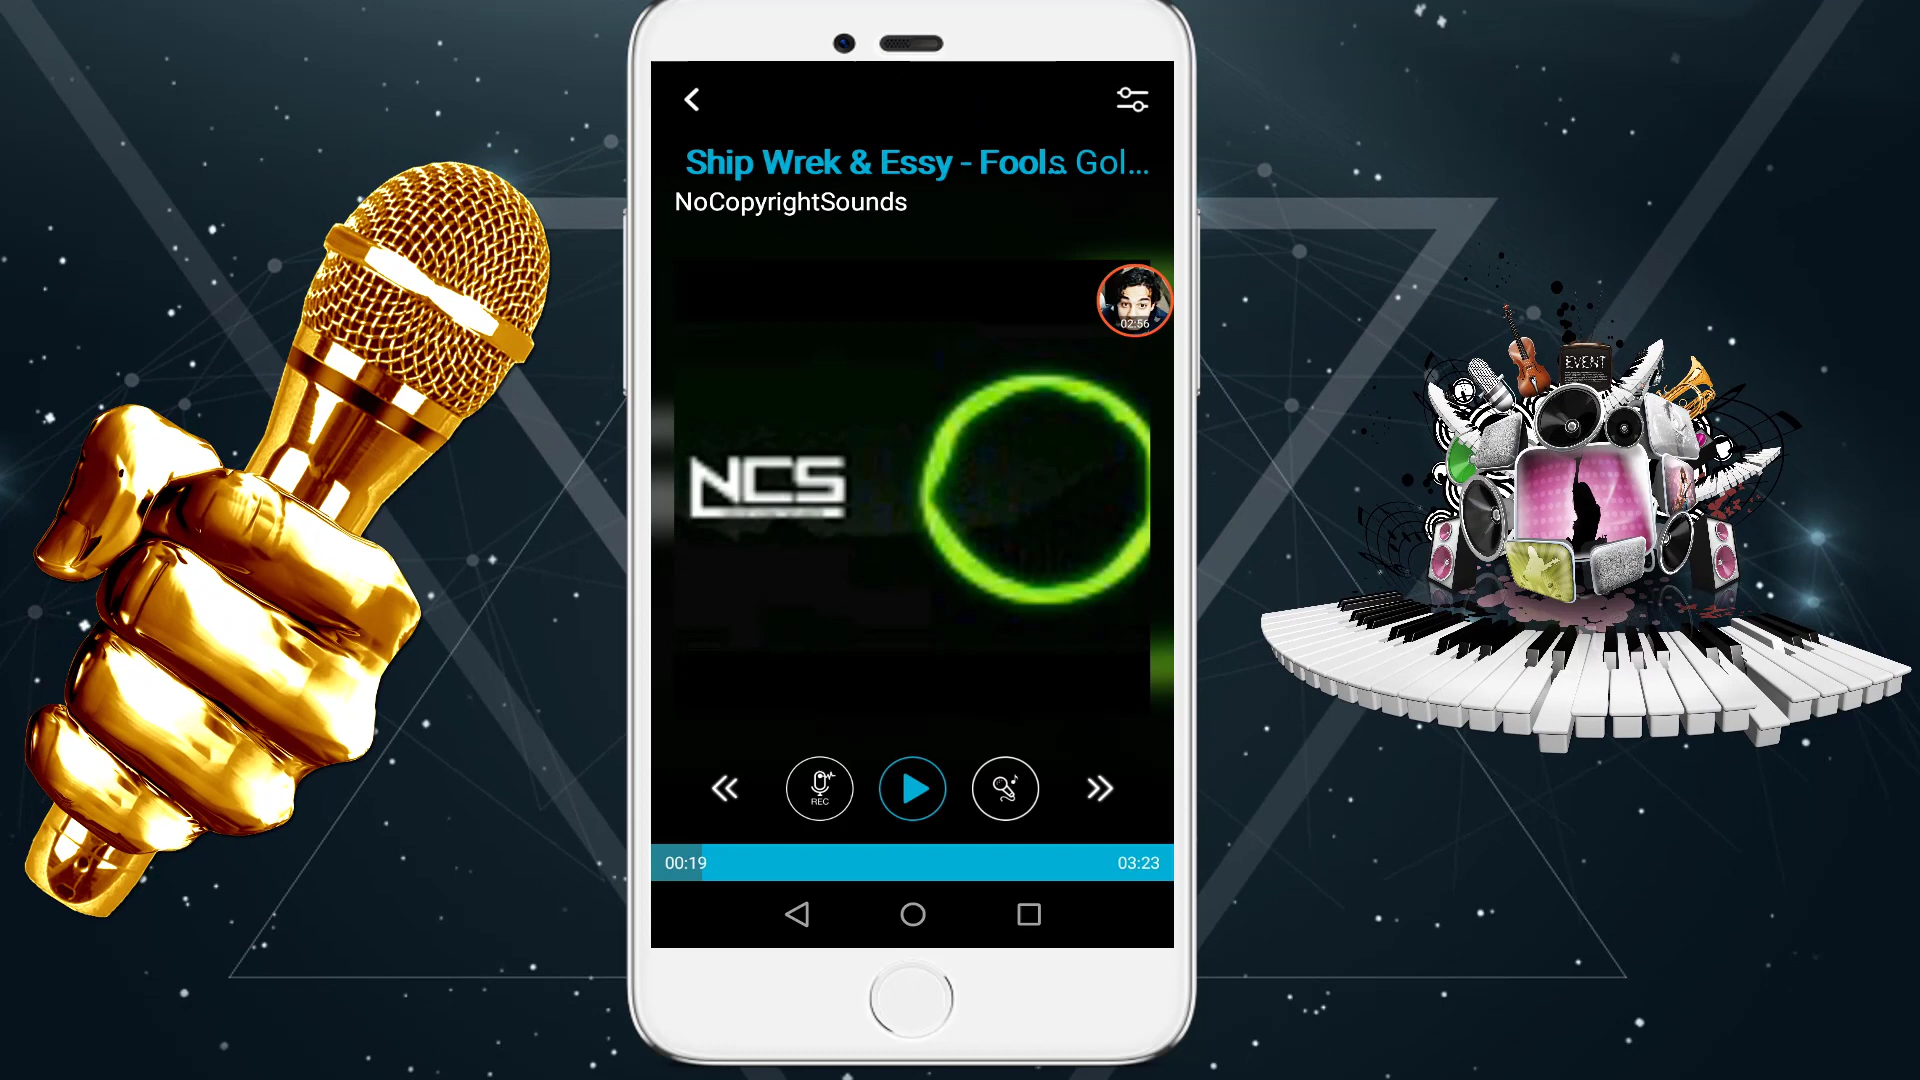 Ship Wrek & Essy - Fools Gol...
NoCopyrightSounds
02:56
EVENT
NCS
REC
00:19
03:23